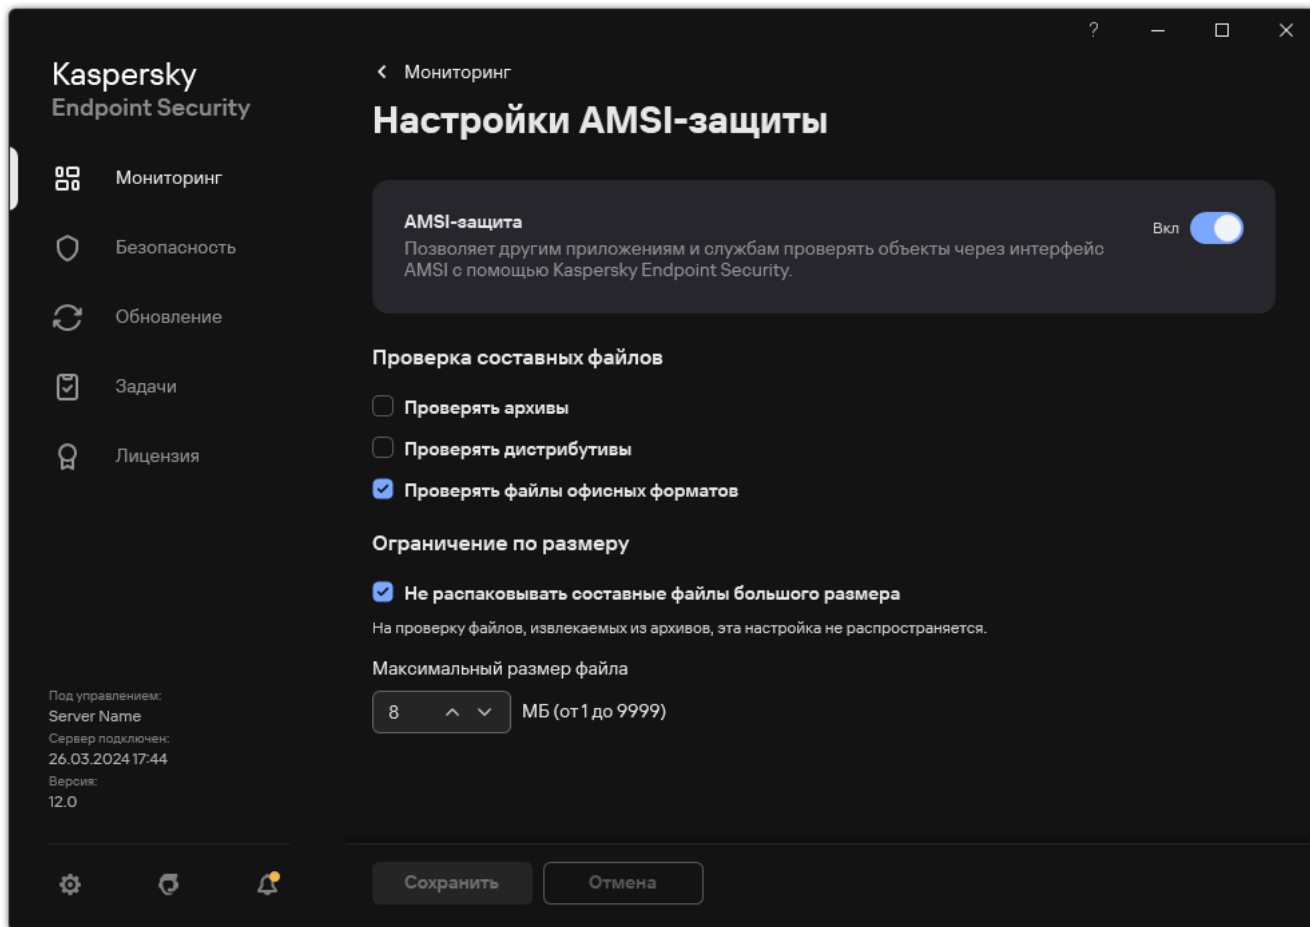 ?
Kaspersky
Endpoint Security
Мониторинг
Безопасность
Обновление
Задачи
Лицензия
Под управлением:
Server Name
Сервер подключен:
26.03.2024 17:44
Версия:
12.0
Мониторинг
Настройки AMSI-защиты
AMSI-защита
Позволяет другим приложениям и службам проверять объекты через интерфейс
AMSI с помощью Kaspersky Endpoint Security.
Вкл
Проверка составных файлов
Проверять архивы
Проверять дистрибутивы
Проверять файлы офисных форматов
Ограничение по размеру
Не распаковывать составные файлы большого размера
На проверку файлов, извлекаемых из архивов, эта настройка не распространяется.
Максимальный размер файла
8 МБ (от 1 до 9999)
Сохранить Отмена